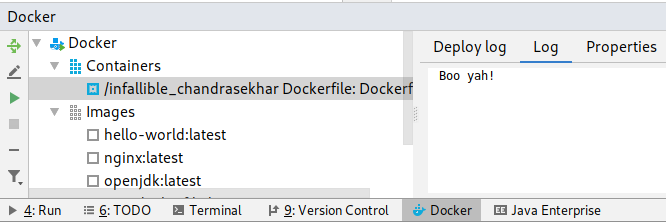 Docker
Docker
Containers
/infallible_chandrasekhar Dockerfile: Dockerf
Images
hello-world:latest
nginx:latest
openjdk:latest
Deploy log Log Properties
Boo yah!
4: Run 6: TODO Terminal 9: Version Control Docker Java Enterprise